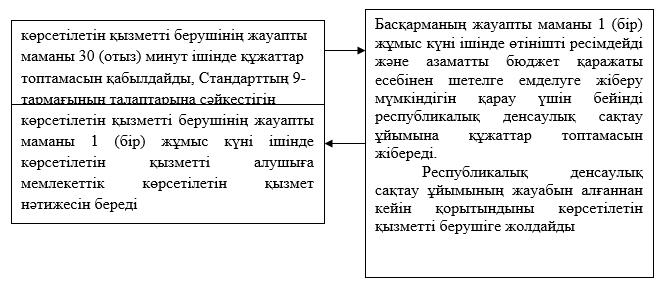 көрсетілетін қызметті берушінің жауапты
маманы 30 (отыз) минут ішінде құжаттар
топтамасын қабылдайды, Стандарттың 9-
тармағының талаптарына сәйкестігін
көрсетілетін қызметті берушінің жауапты
маманы 1 (бір) жұмыс күні ішінде
көрсетілетін қызметті алушыға
мемлекеттік көрсетілетін қызмет
нәтижесін береді
Басқарманың жауапты маманы 1 (бір)
жұмыс күні ішінде өтінішті ресімдейді
және азаматты бюджет қаражаты
есебінен шетелге емделуге жіберу
мүмкіндігін қарау үшін бейінді
республикалық денсаулық сақтау
ұйымына құжаттар топтамасын
жібереді.
Республикалық денсаулық
сақтау ұйымының жауабын алғаннан
кейін қорытындыны көрсетілетін
қызметті берушіге жолдайды